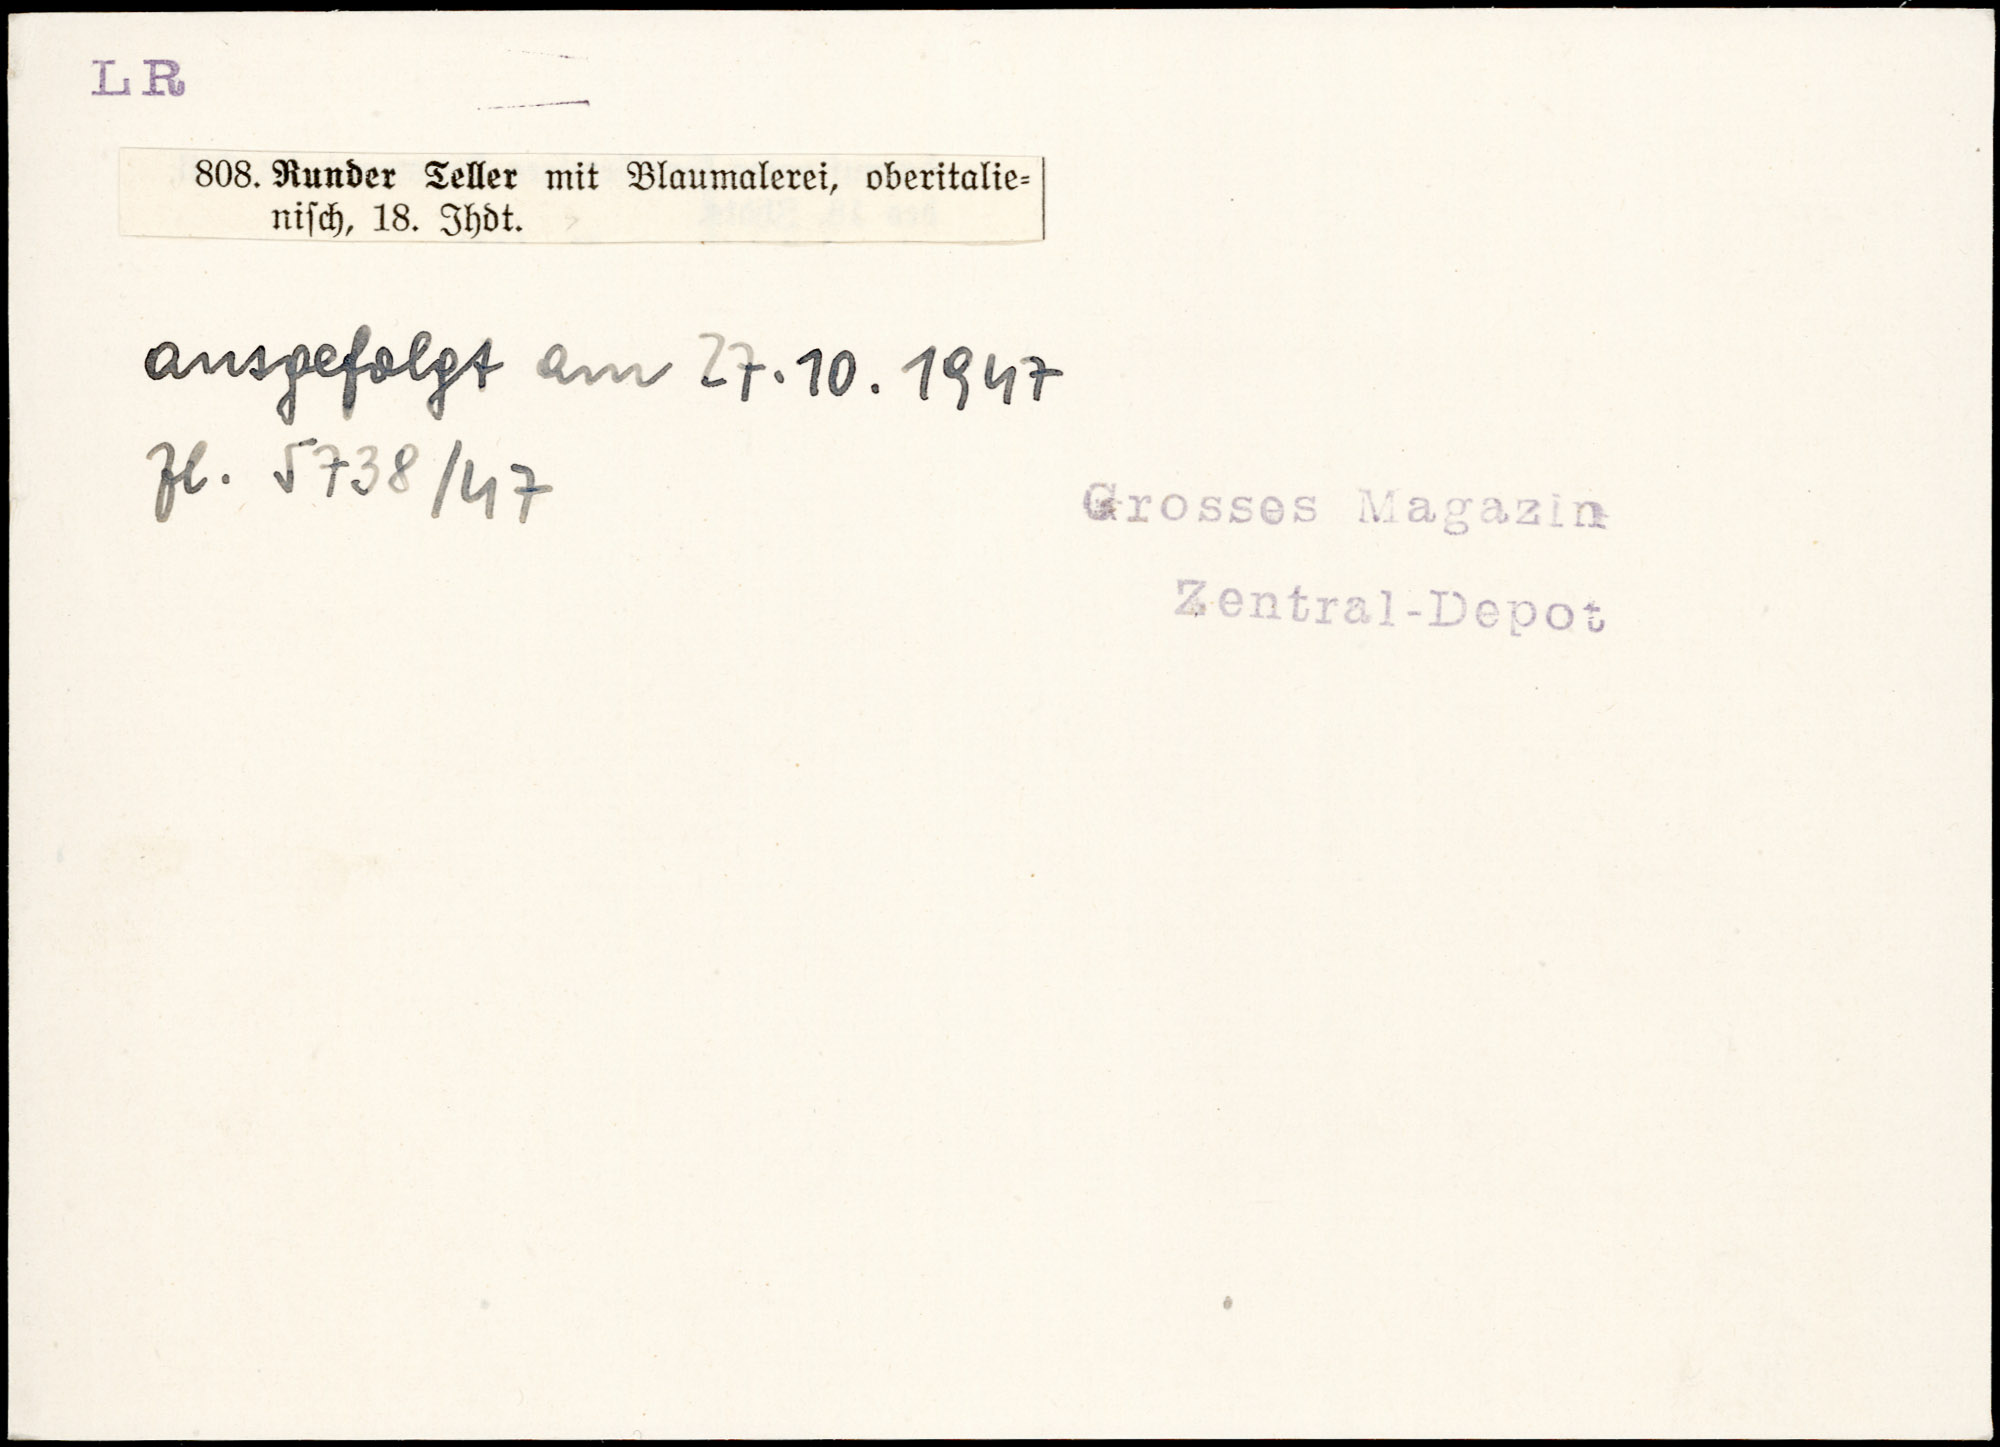 LR
808. Runder Teller mit Blaumalerei, oberitalie-
nisch, 18. Jhdt.
ausgefolgt am 27.10.1947
Zl. 5738/47
Grosses Magazin
Zentral-Depot